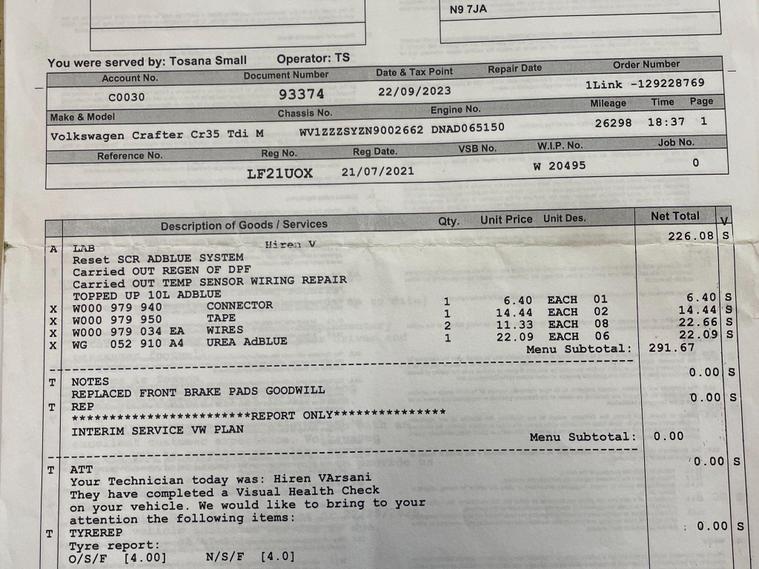 N9 7JA
You were served by: Tosana Small Operator: TS
Account No. Document Number Date & Tax Point Repair Date Order Number
C0030 93374 22/09/2023 1Link -129228769
Make & Model Chassis No. Engine No. Mileage Time Page
Volkswagen Crafter Cr35 Tdi M WV1ZZZSYZN9002662 DNAD065150 26298 18:37 1
Reference No. Reg No. Reg Date. VSB No. W.I.P. No. Job No.
LF21UOX 21/07/2021 W 20495 0
Description of Goods / Services Qty. Unit Price Unit Des. Net Total V
A LAB Hiren V 226.08 S
Reset SCR ADBLUE SYSTEM
Carried OUT REGEN OF DPF
Carried OUT TEMP SENSOR WIRING REPAIR
TOPPED UP 10L ADBLUE
X W000 979 940 CONNECTOR 1 6.40 EACH 01 6.40 S
X W000 979 950 TAPE 1 14.44 EACH 02 14.44 S
X W000 979 034 EA WIRES 2 11.33 EACH 08 22.66 S
X WG 052 910 A4 UREA AdBLUE 1 22.09 EACH 06 22.09 S
Menu Subtotal: 291.67
T NOTES 0.00 S
REPLACED FRONT BRAKE PADS GOODWILL
T REP 0.00 S
*************************REPORT ONLY****************
INTERIM SERVICE VW PLAN
Menu Subtotal: 0.00
T ATT 0.00 S
Your Technician today was: Hiren VArsani
They have completed a Visual Health Check
on your vehicle. We would like to bring to your
attention the following items:
T TYREREP 0.00 S
Tyre report:
O/S/F [4.00] N/S/F [4.0]